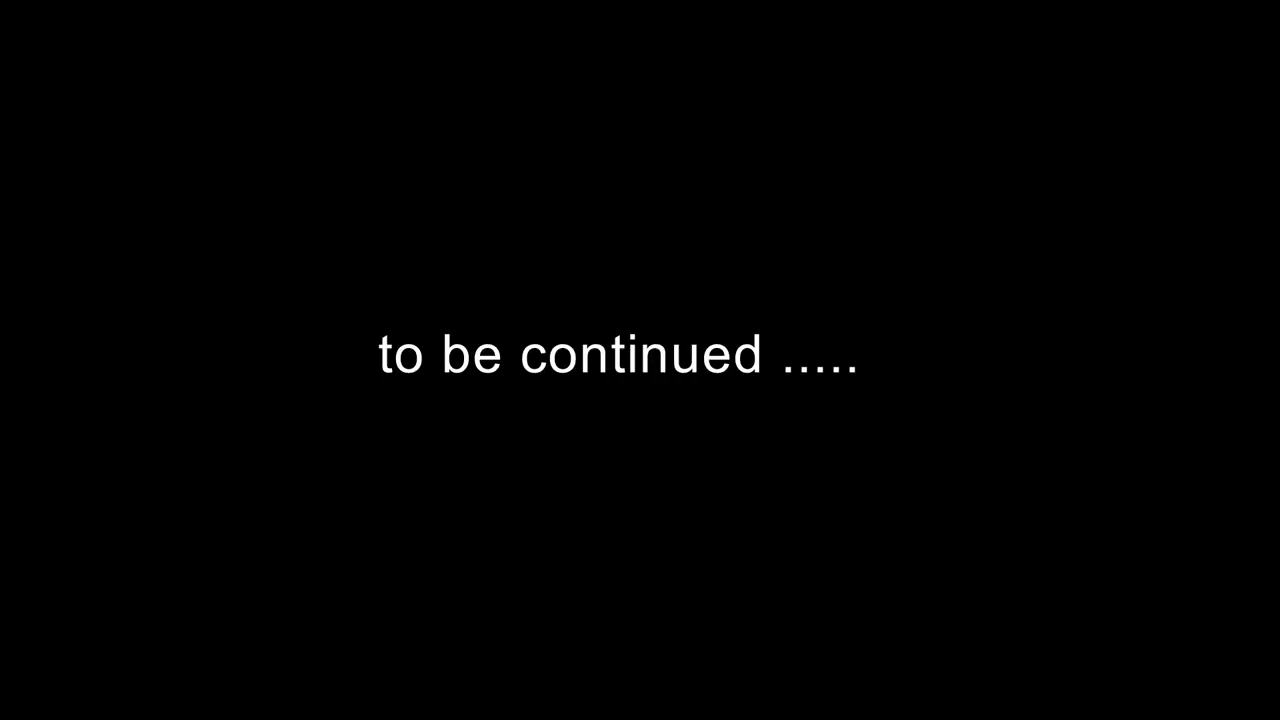 to be continued .....